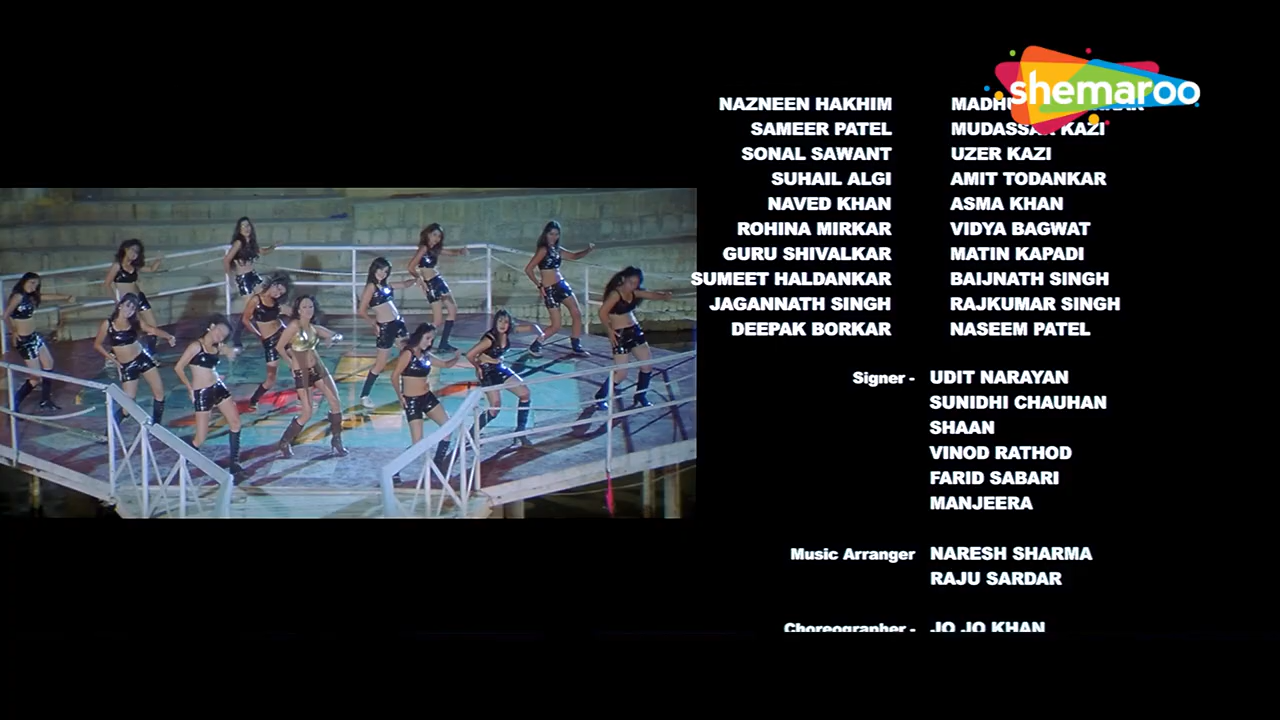 shemaroo
NAZNEEN HAKHIM
SAMEER PATEL MUDASSAR KAZI
SONAL SAWANT UZER KAZI
SUHAIL ALGI AMIT TODANKAR
NAVED KHAN ASMA KHAN
ROHINA MIRKAR VIDYA BAGWAT
GURU SHIVALKAR MATIN KAPADI
SUMEET HALDANKAR BAIJNATH SINGH
JAGANNATH SINGH RAJKUMAR SINGH
DEEPAK BORKAR NASEEM PATEL
Signer - UDIT NARAYAN
SUNIDHI CHAUHAN
SHAAN
VINOD RATHOD
FARID SABARI
MANJEERA
Music Arranger NARESH SHARMA
RAJU SARDAR
Choreographer - JO JO KHAN